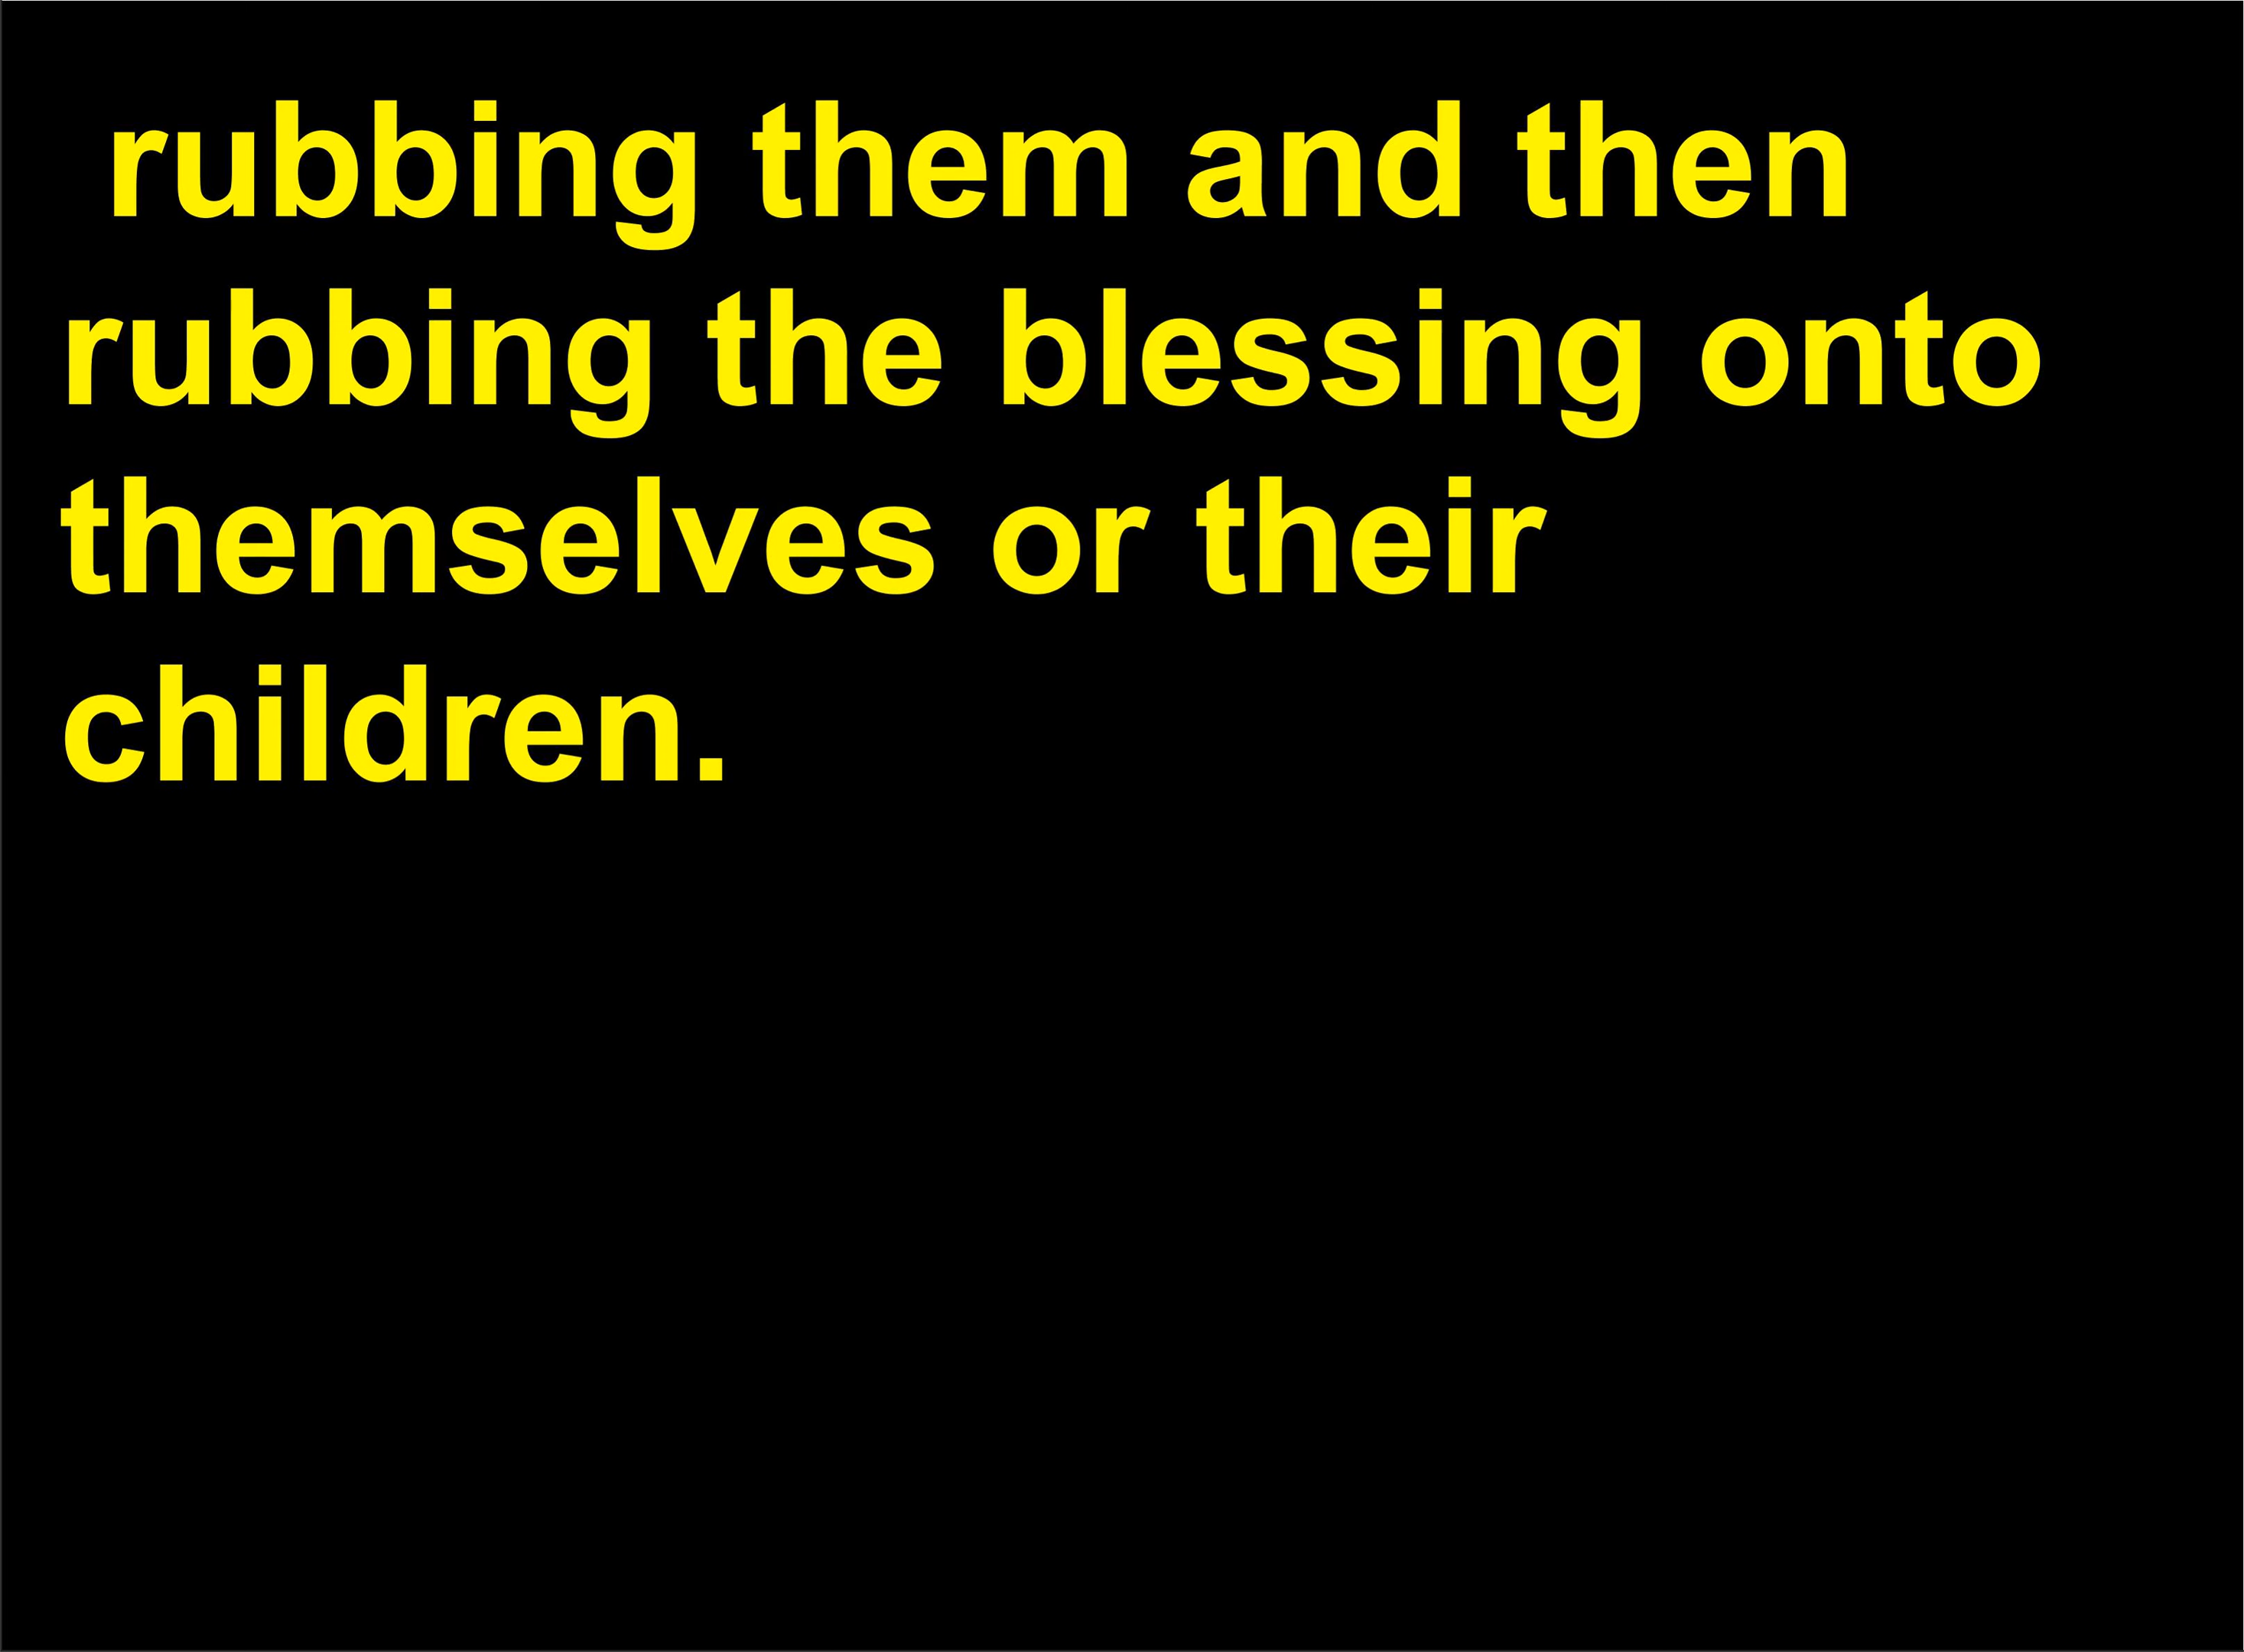 rubbing them and then
rubbing the blessing onto
themselves or their
children.